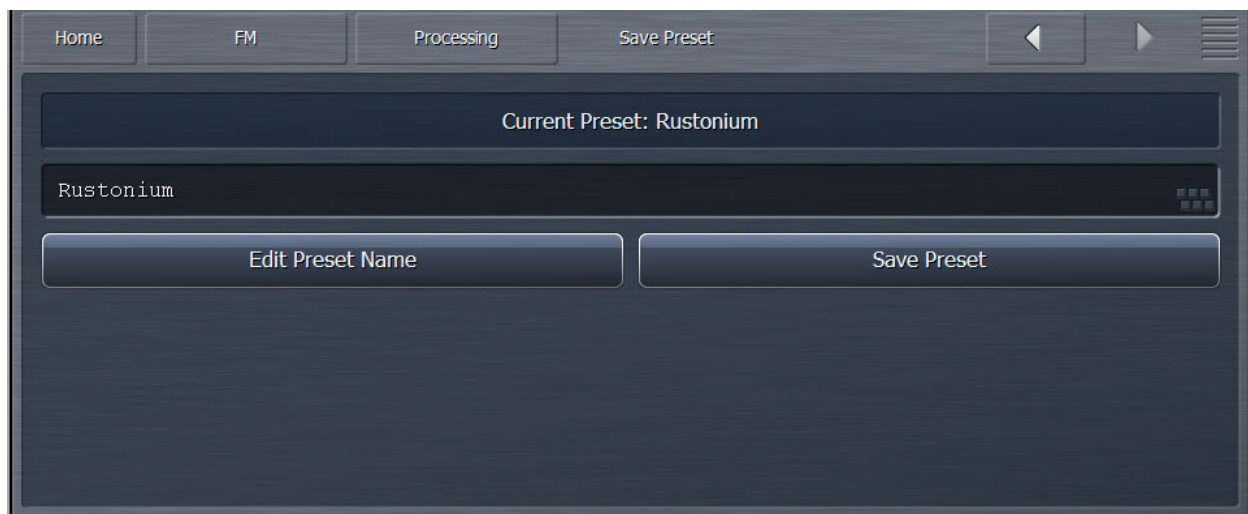 Home FM Processing Save Preset
Current Preset: Rustonium
Rustonium
Edit Preset Name Save Preset